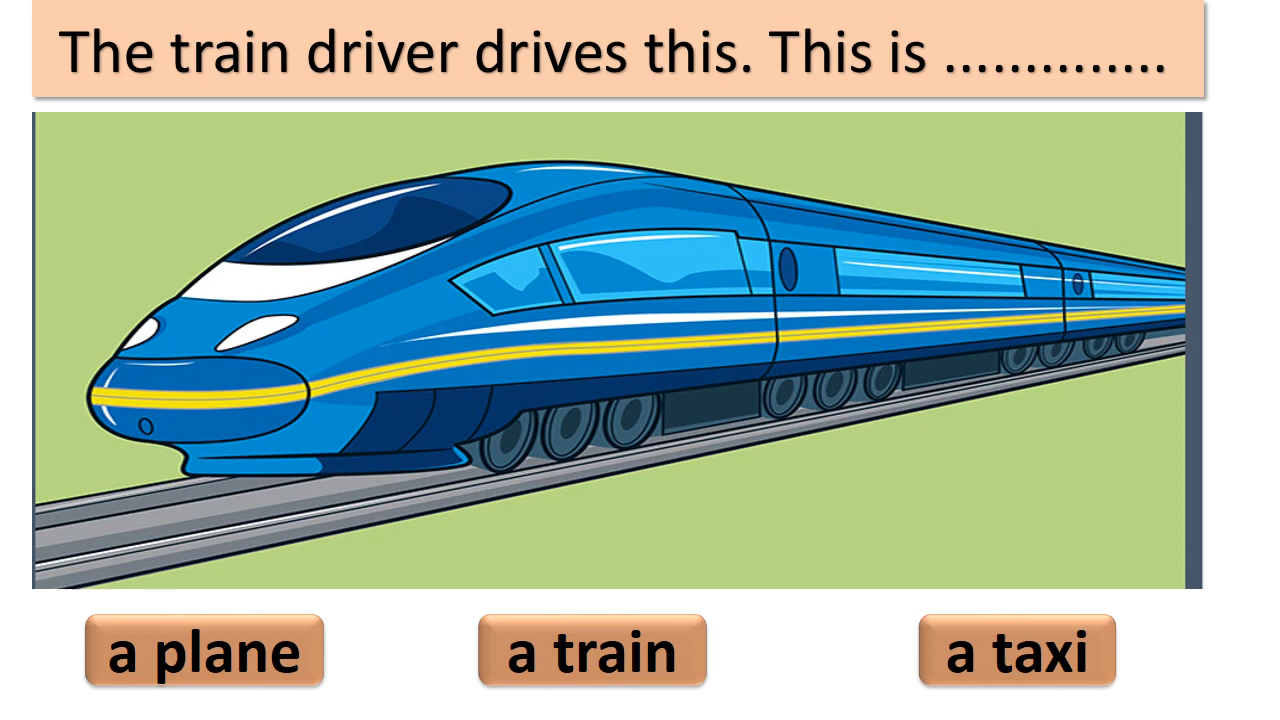 The train driver drives this. This is ..............
a plane
a train
a taxi